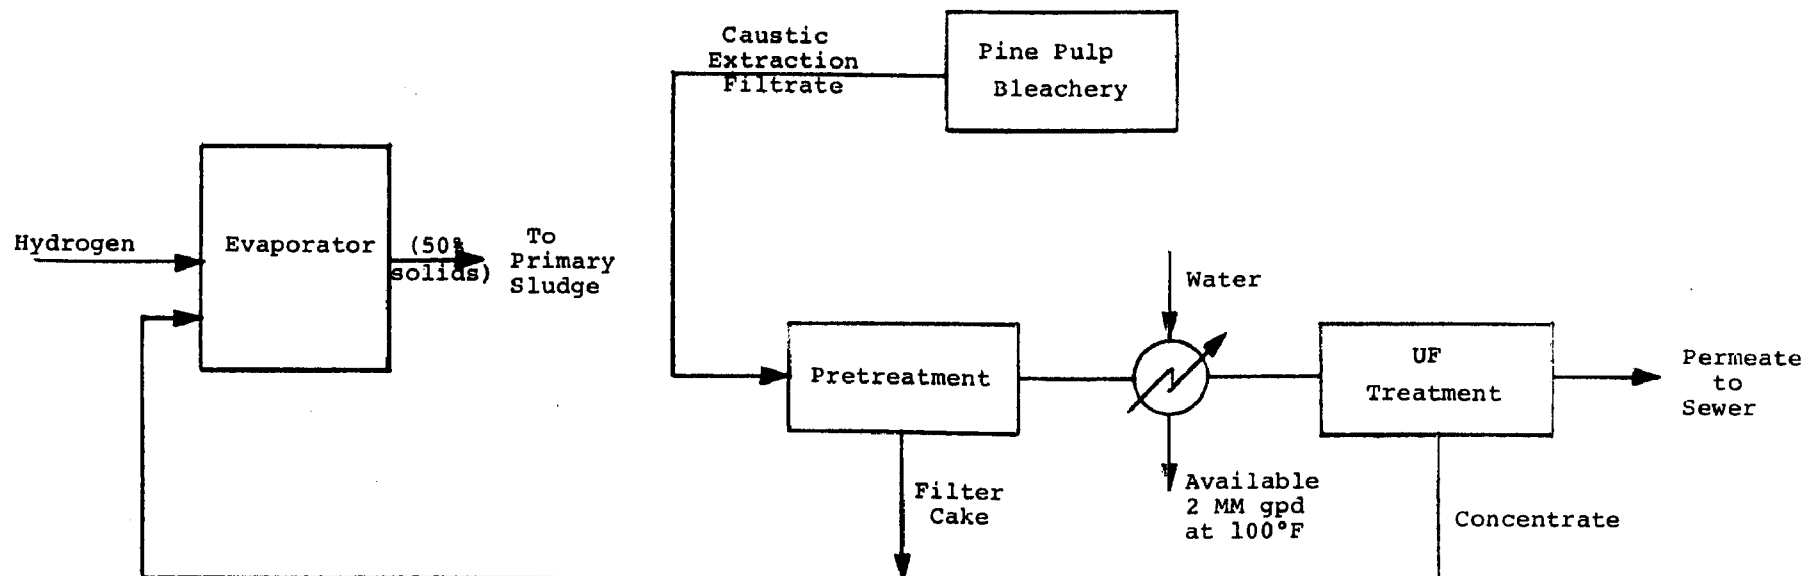 Caustic
Extraction
Filtrate
Pine Pulp
Bleachery
Hydrogen
Evaporator
(50%
solids)
To
Primary
Sludge
Water
Pretreatment
UF
Treatment
Permeate
to
Sewer
Filter
Cake
Available
2 MM gpd
at 100°F
Concentrate